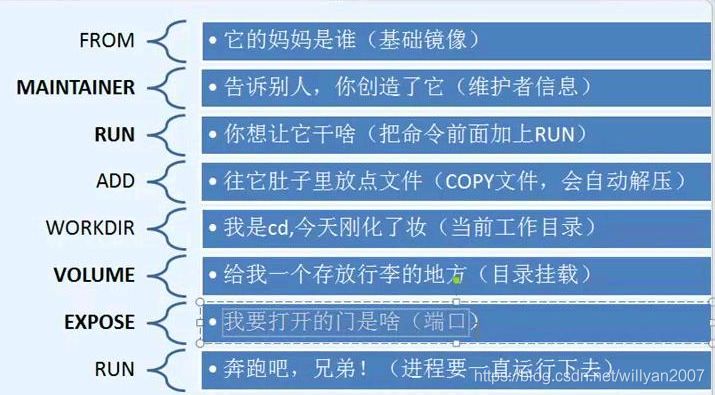 FROM
• 它的妈妈是谁（基础镜像）
MAINTAINER
• 告诉别人，你创造了它（维护者信息）
RUN
• 你想让它干啥（把命令前面加上RUN）
ADD
• 往它肚子里放点文件（COPY文件，会自动解压）
WORKDIR
• 我是cd,今天刚化了妆（当前工作目录）
VOLUME
• 给我一个存放行李的地方（目录挂载）
EXPOSE
• 我要打开的门是啥（端口）
RUN
• 奔跑吧，兄弟！（进程要一直运行下去）
https://blog.csdn.net/willyan2007